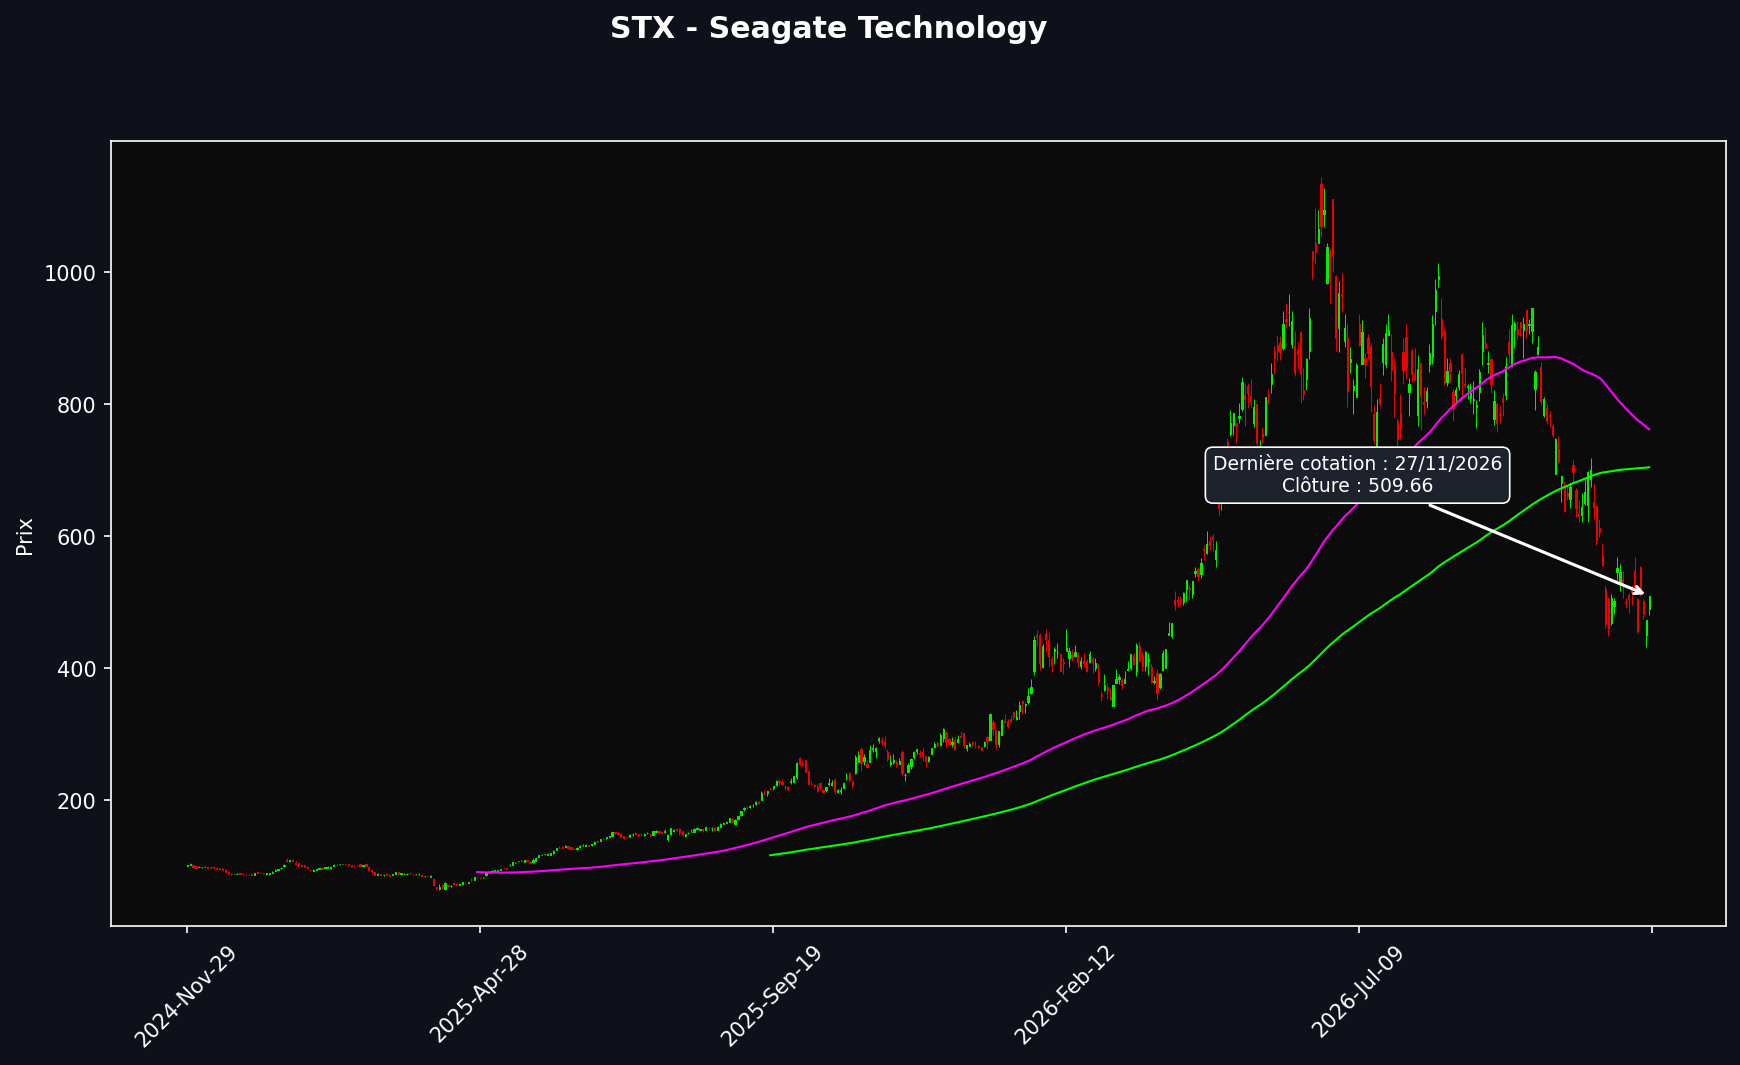 STX - Seagate Technology
Prix
1000
800
600
400
200
Dernière cotation : 27/11/2026
Clôture : 509.66
2024-Nov-29
2025-Apr-28
2025-Sep-19
2026-Feb-12
2026-Jul-09